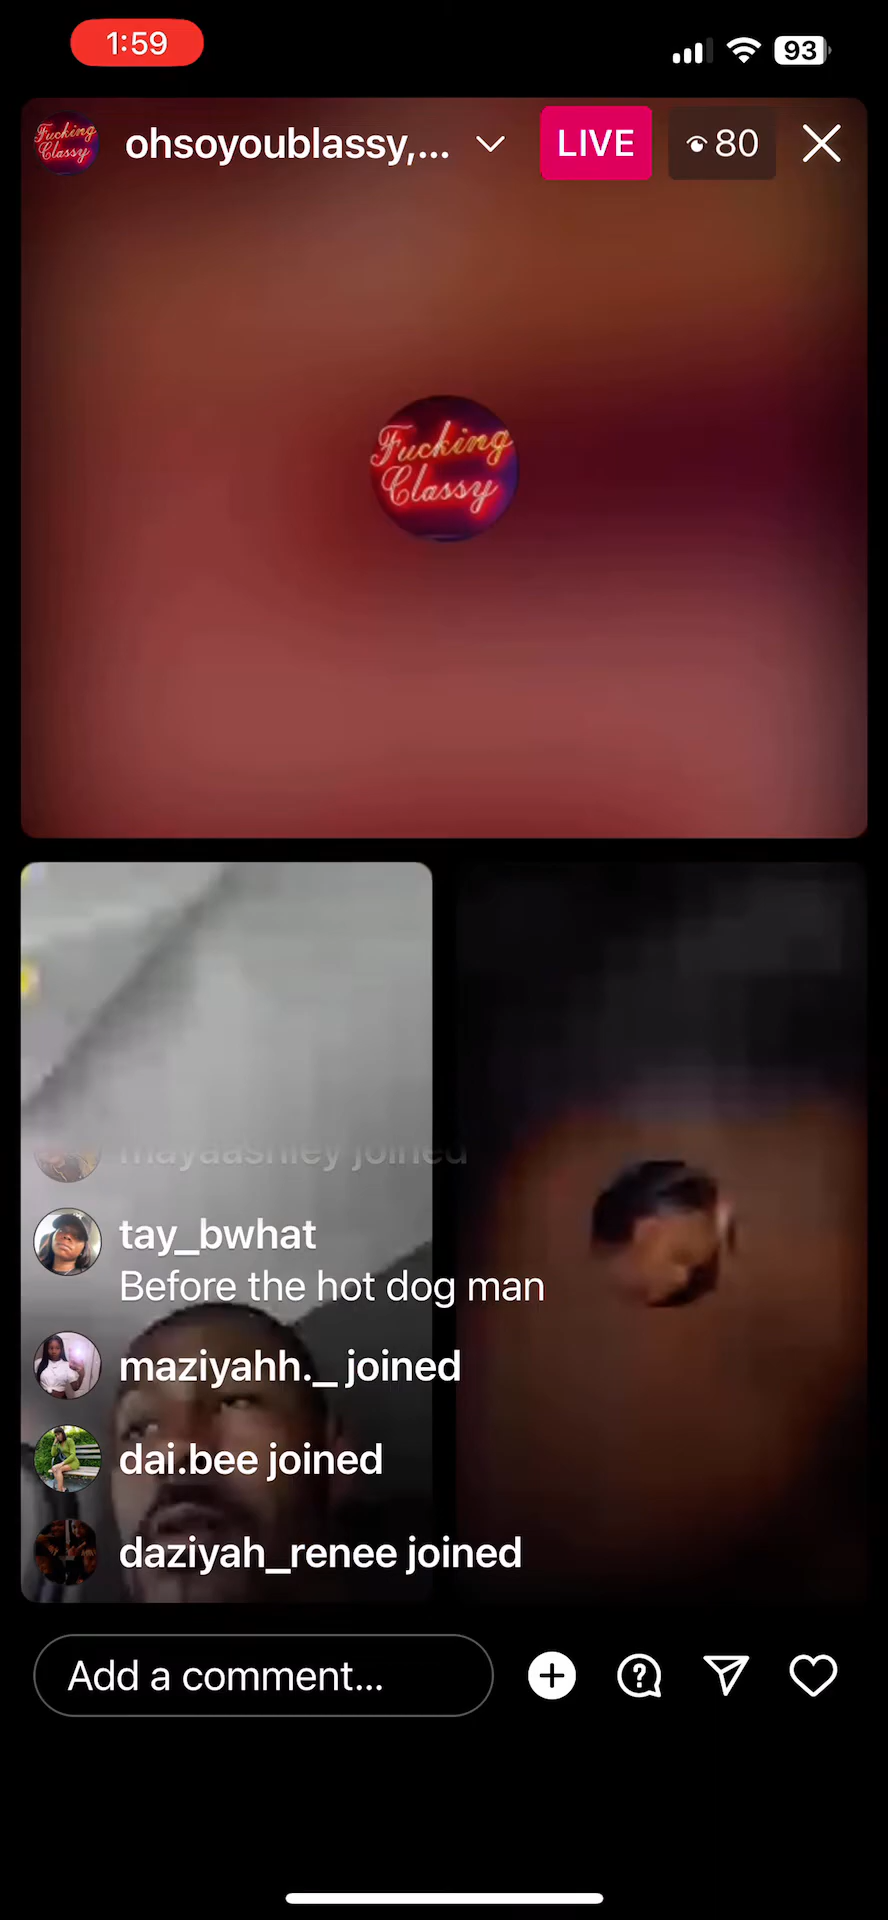 1:59
93
Fucking
Classy
ohsoyoublassy,...
LIVE
80
Fucking
Classy
mayaashley joined
tay_bwhat
Before the hot dog man
maziyahh._ joined
dai.bee joined
daziyah_renee joined
Add a comment...